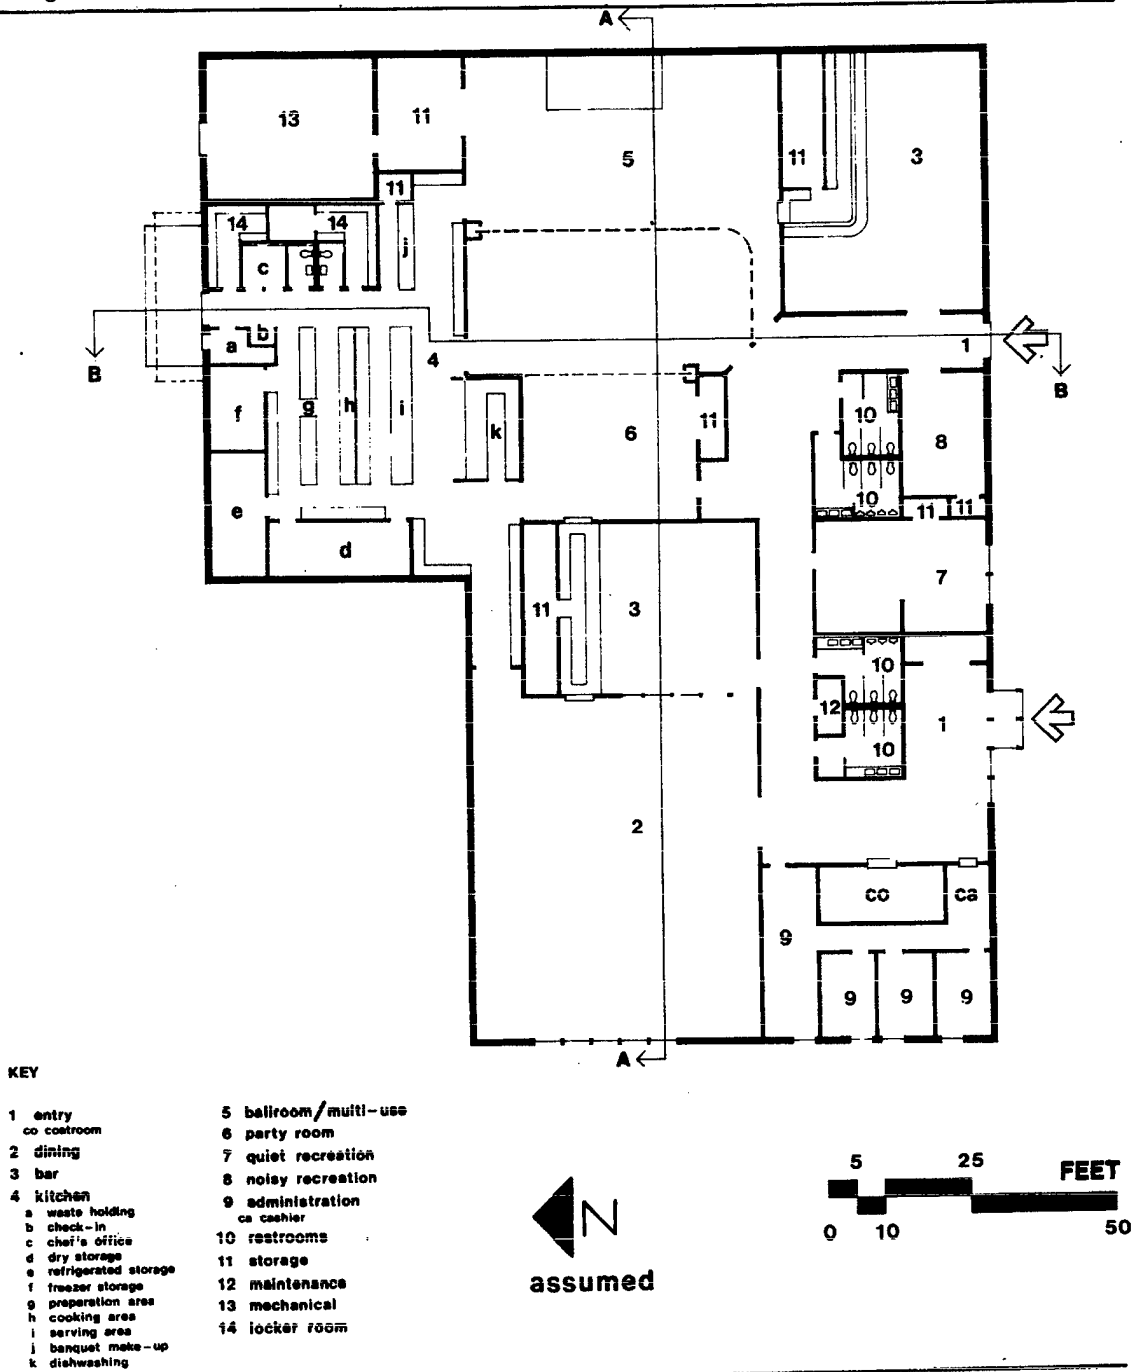 A
13
11
5
11
3
11
14
14
j
c
b
a
4
1
B
B
f
g
h
i
k
6
11
10
8
10
e
11
11
d
7
11
3
10
12
1
10
2
co
ca
9
9
9
9
A
KEY
1 entry
co coatroom
2 dining
3 bar
4 kitchen
a waste holding
b check-in
c chef's office
d dry storage
e refrigerated storage
f freezer storage
g preparation area
h cooking area
i serving area
j banquet make-up
k dishwashing
5 ballroom/multi-use
6 party room
7 quiet recreation
8 noisy recreation
9 administration
ca cashier
10 restrooms
11 storage
12 maintenance
13 mechanical
14 locker room
N
assumed
5 25 FEET
0 10 50